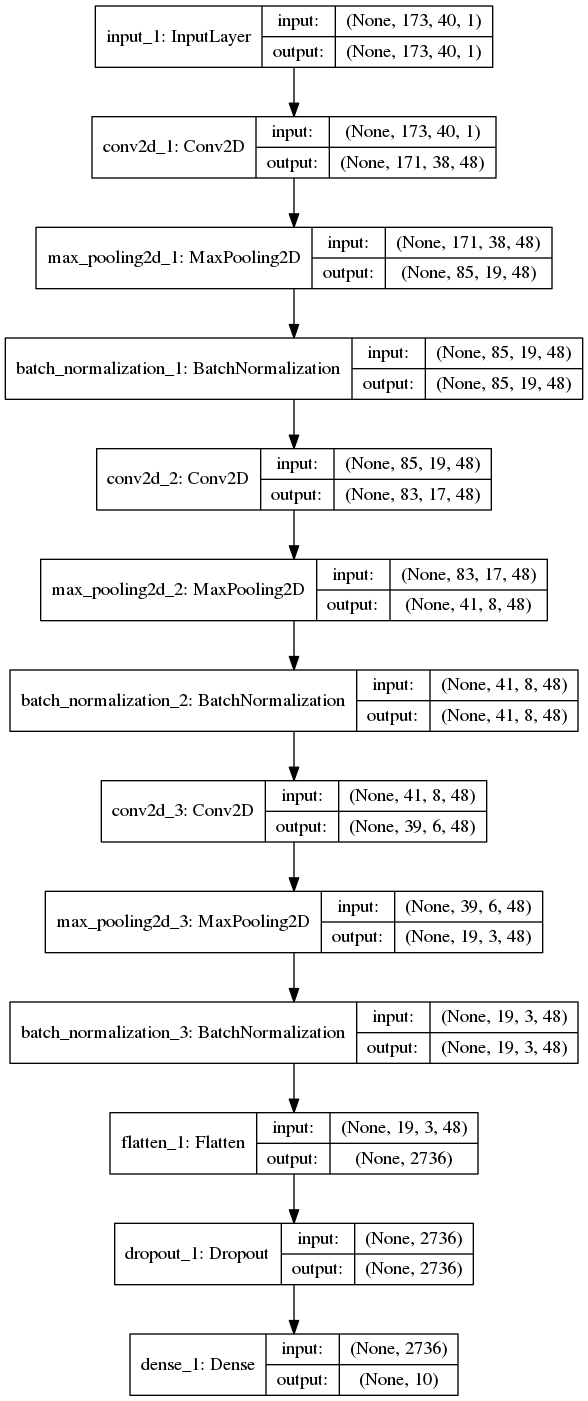 input_1: InputLayer
input: (None, 173, 40, 1)
output: (None, 173, 40, 1)
conv2d_1: Conv2D
input: (None, 173, 40, 1)
output: (None, 171, 38, 48)
max_pooling2d_1: MaxPooling2D
input: (None, 171, 38, 48)
output: (None, 85, 19, 48)
batch_normalization_1: BatchNormalization
input: (None, 85, 19, 48)
output: (None, 85, 19, 48)
conv2d_2: Conv2D
input: (None, 85, 19, 48)
output: (None, 83, 17, 48)
max_pooling2d_2: MaxPooling2D
input: (None, 83, 17, 48)
output: (None, 41, 8, 48)
batch_normalization_2: BatchNormalization
input: (None, 41, 8, 48)
output: (None, 41, 8, 48)
conv2d_3: Conv2D
input: (None, 41, 8, 48)
output: (None, 39, 6, 48)
max_pooling2d_3: MaxPooling2D
input: (None, 39, 6, 48)
output: (None, 19, 3, 48)
batch_normalization_3: BatchNormalization
input: (None, 19, 3, 48)
output: (None, 19, 3, 48)
flatten_1: Flatten
input: (None, 19, 3, 48)
output: (None, 2736)
dropout_1: Dropout
input: (None, 2736)
output: (None, 2736)
dense_1: Dense
input: (None, 2736)
output: (None, 10)